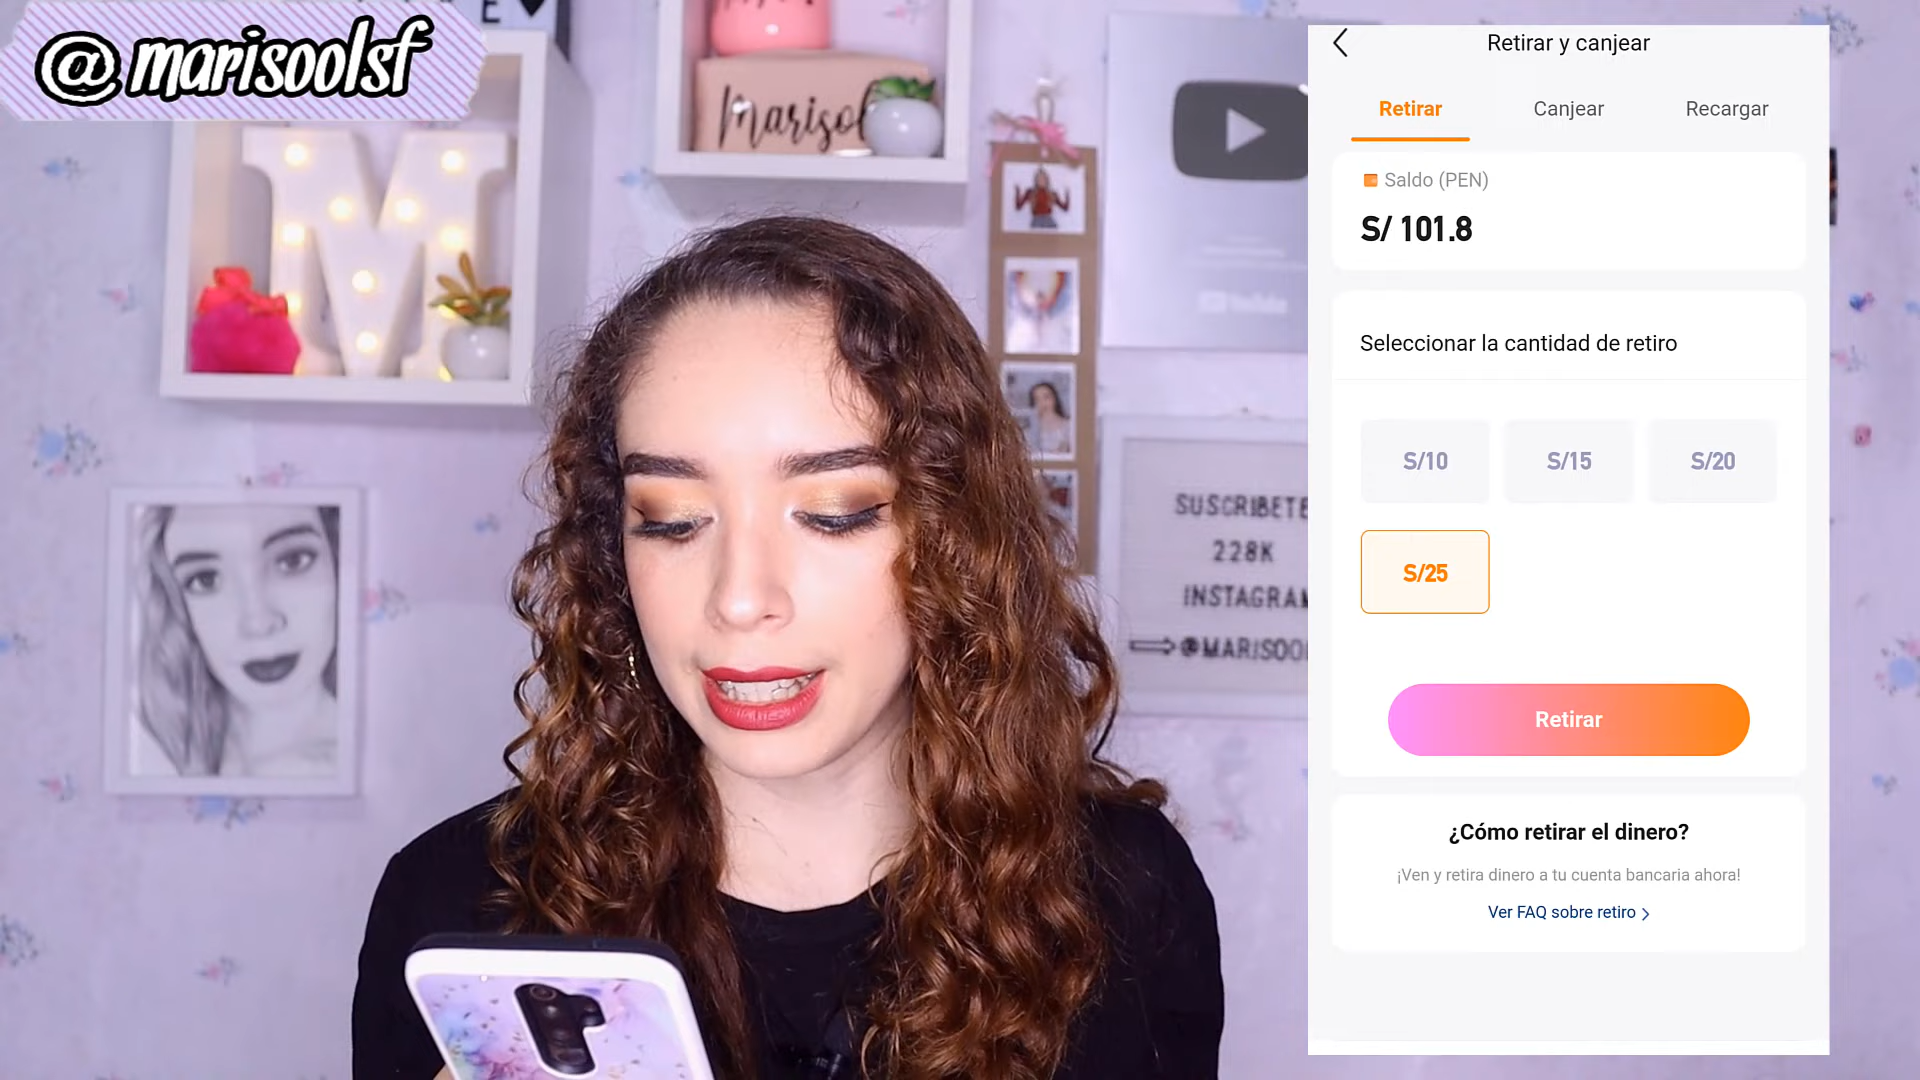 @marisoolsf
E
Marisol
YouTube
SUSCRIBETE
228K
INSTAGRAM
@MARISOO
Retirar y canjear
Retirar Canjear Recargar
Saldo (PEN)
S/ 101.8
Seleccionar la cantidad de retiro
S/10 S/15 S/20
S/25
Retirar
¿Cómo retirar el dinero?
¡Ven y retira dinero a tu cuenta bancaria ahora!
Ver FAQ sobre retiro